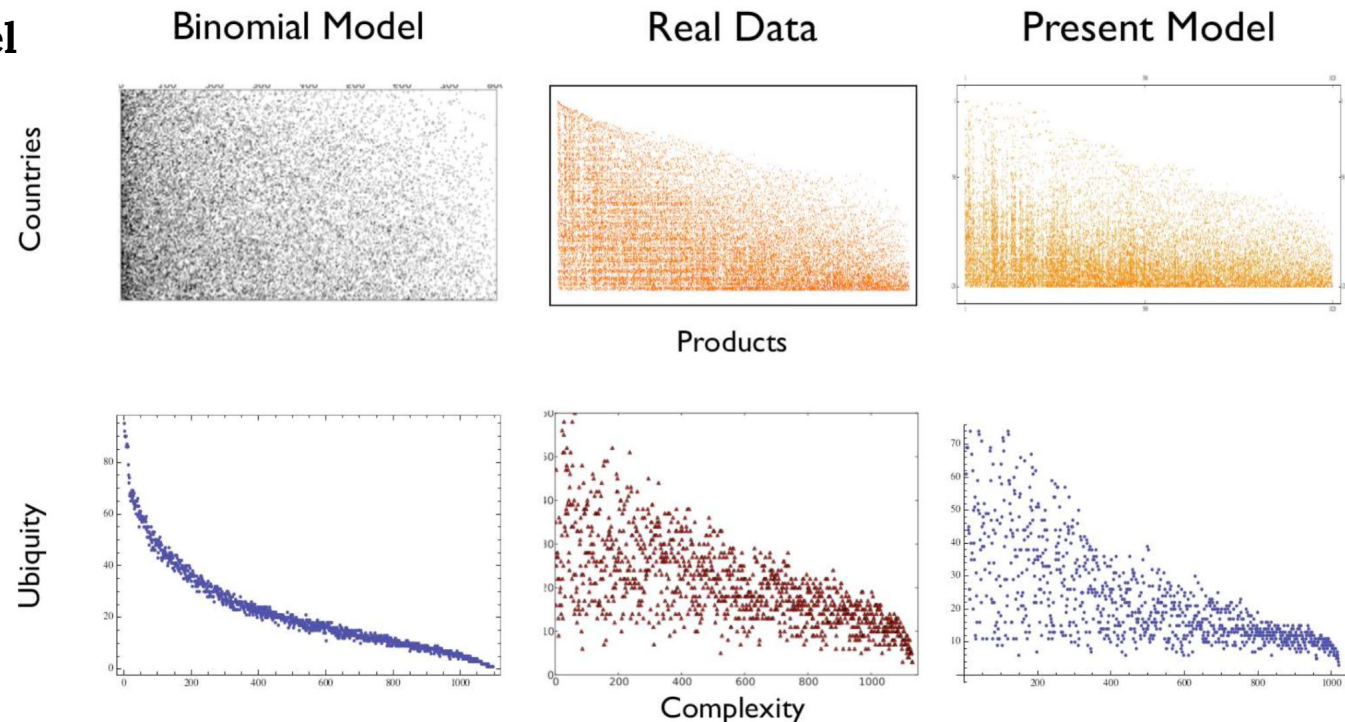 el
Binomial Model
Real Data
Present Model
Countries
Products
Ubiquity
80
60
40
20
0
0 200 400 600 800 1000
0 200 400 600 800 1000
70
60
50
40
30
20
10
200 400 600 800 1000
Complexity